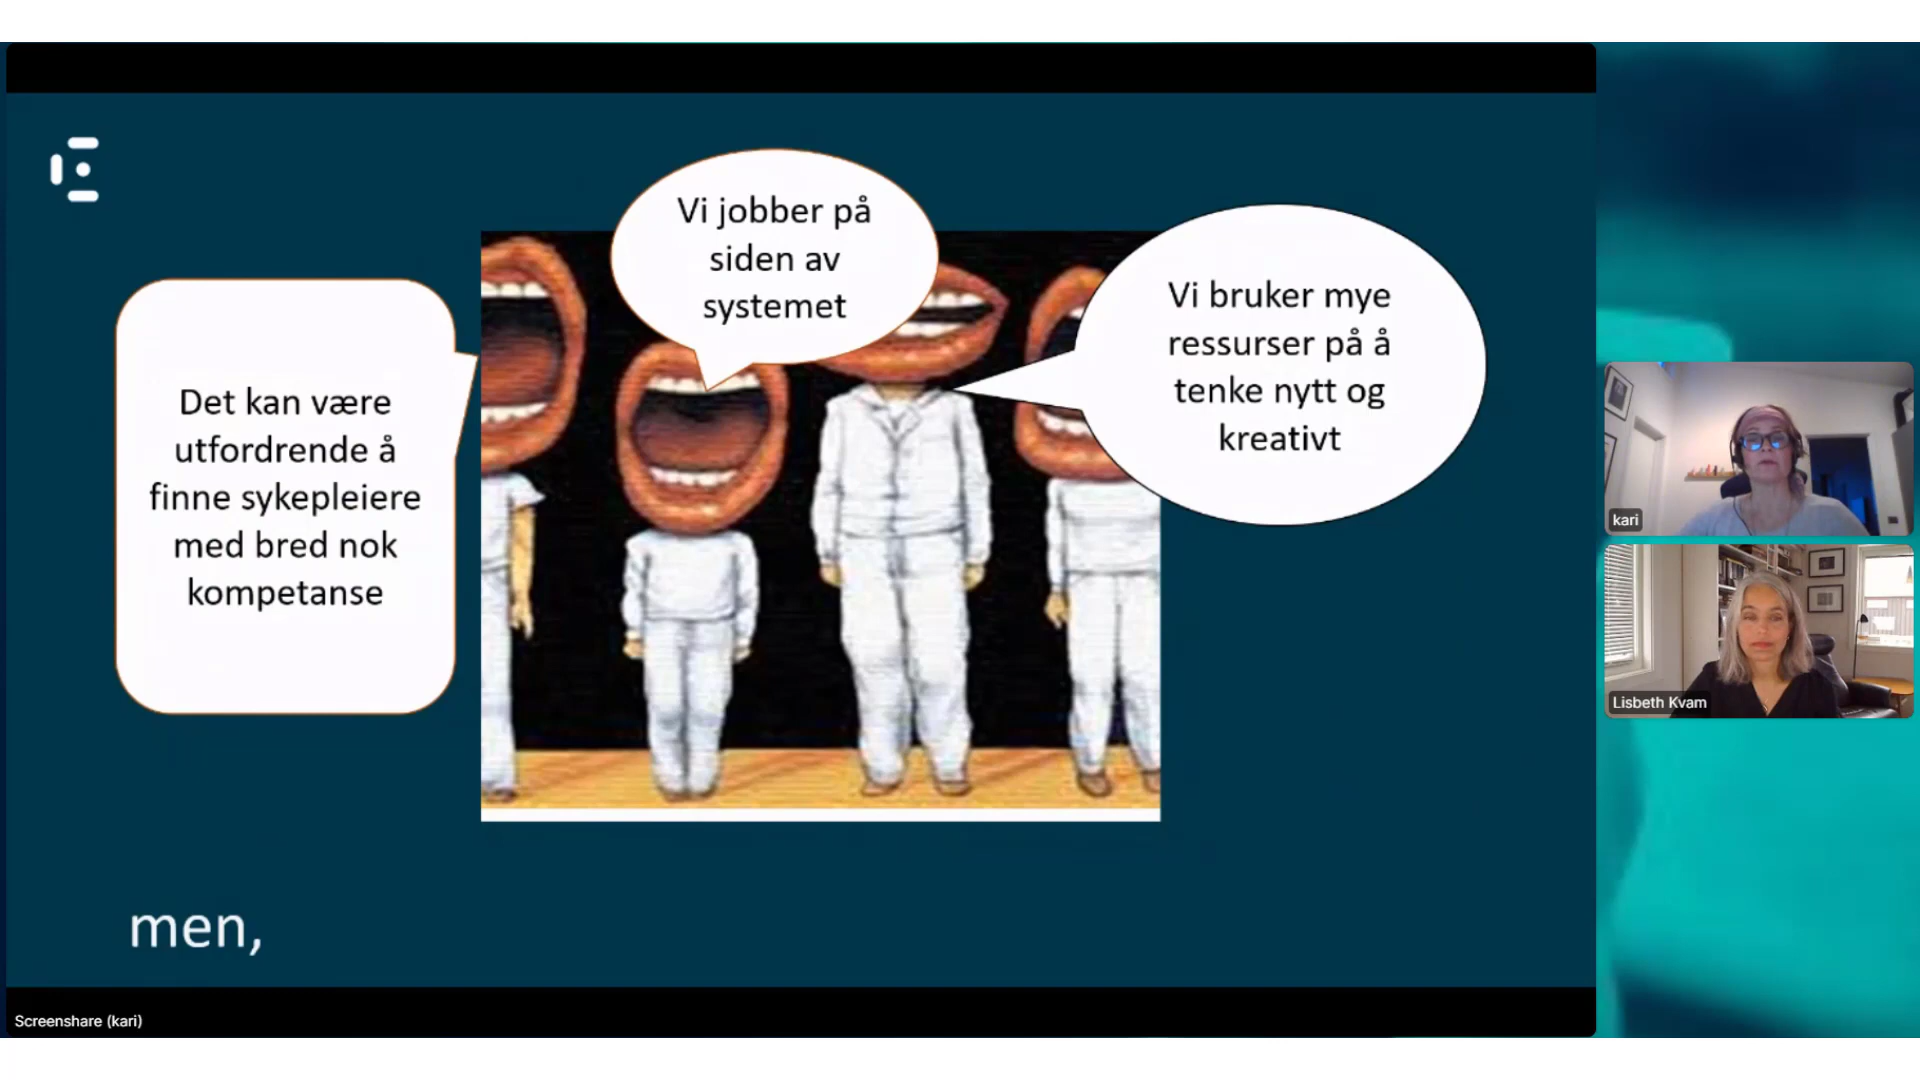 Vi jobber på
siden av
systemet
Vi bruker mye
ressurser på å
tenke nytt og
kreativt
Det kan være
utfordrende å
finne sykepleiere
med bred nok
kompetanse
men,
kari
Lisbeth Kvam
Screenshare (kari)